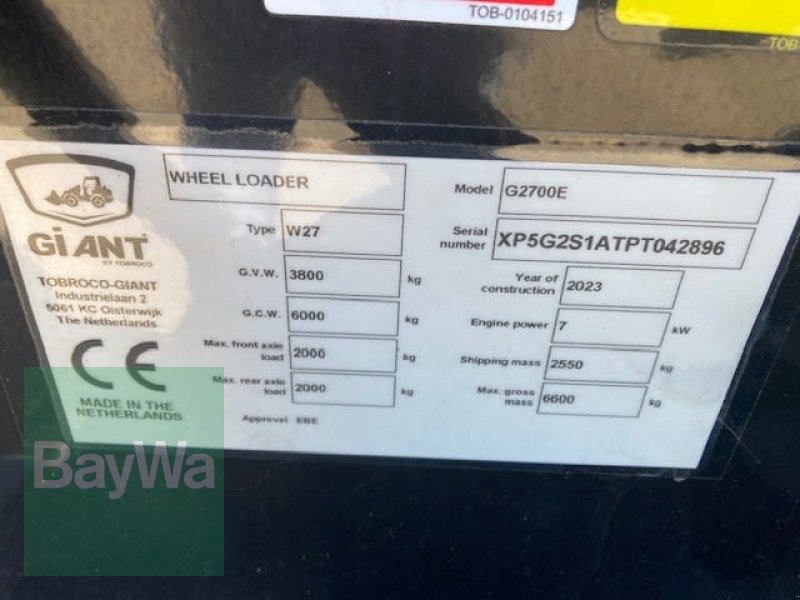 TOB-0104151
TOB-
WHEEL LOADER
Model G2700E
GiANT
BY TOBROCO
Type W27
Serial number XP5G2S1ATPT042896
TOBROCO-GIANT
Industrielaan 2
5061 KC Oisterwijk
The Netherlands
G.V.W. 3800 kg
Year of construction 2023
G.C.W. 6000 kg
Engine power 7 kW
Max. front axle load 2000 kg
Shipping mass 2550 kg
Max. rear axle load 2000 kg
Max. gross mass 6600 kg
CE
MADE IN THE
NETHERLANDS
Approval EBE
BayWa